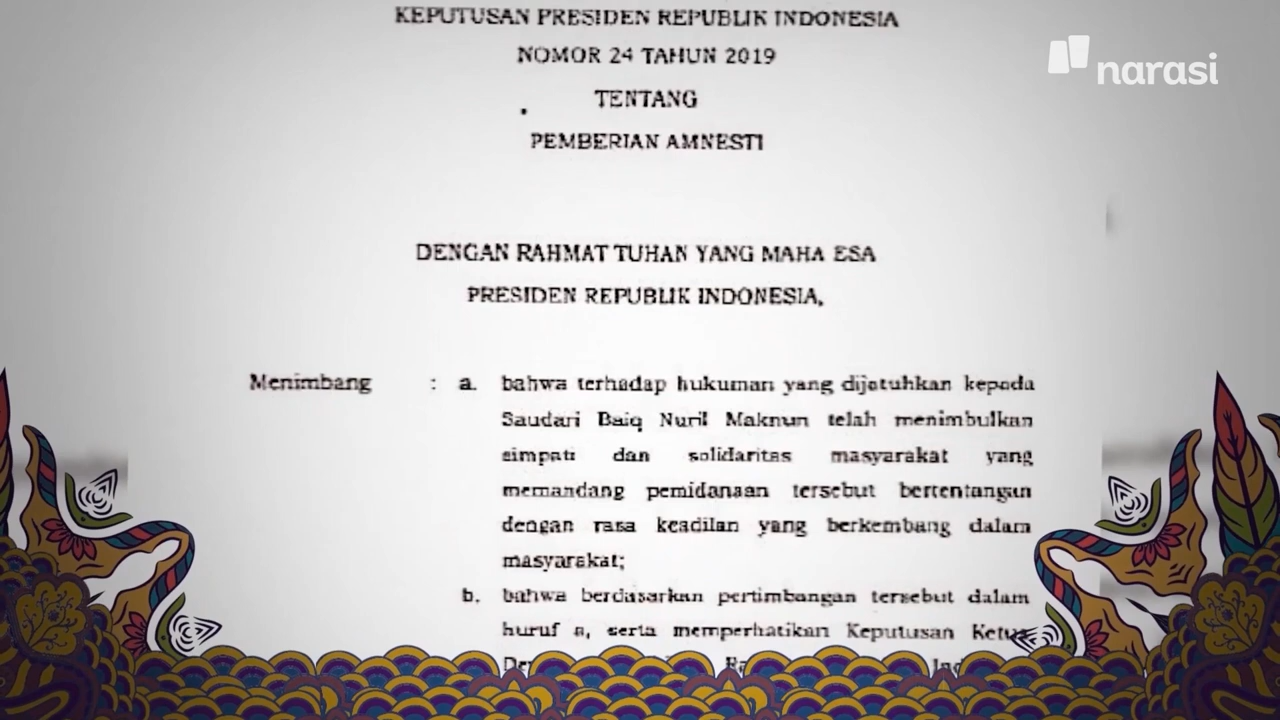 KEPUTUSAN PRESIDEN REPUBLIK INDONESIA
narasi
NOMOR 24 TAHUN 2019
TENTANG
PEMBERIAN AMNESTI
DENGAN RAHMAT TUHAN YANG MAHA ESA
PRESIDEN REPUBLIK INDONESIA,
Menimbang : a. bahwa terhadap hukuman yang dijatuhkan kepada
Saudari Baiq Nuril Maknun telah menimbulkan
simpati dan solidaritas masyarakat yang
memandang pemidanaan tersebut bertentangan
dengan rasa keadilan yang berkembang dalam
masyarakat;
b. bahwa berdasarkan pertimbangan tersebut dalam
huruf a, serta memperhatikan Keputusan Ketua